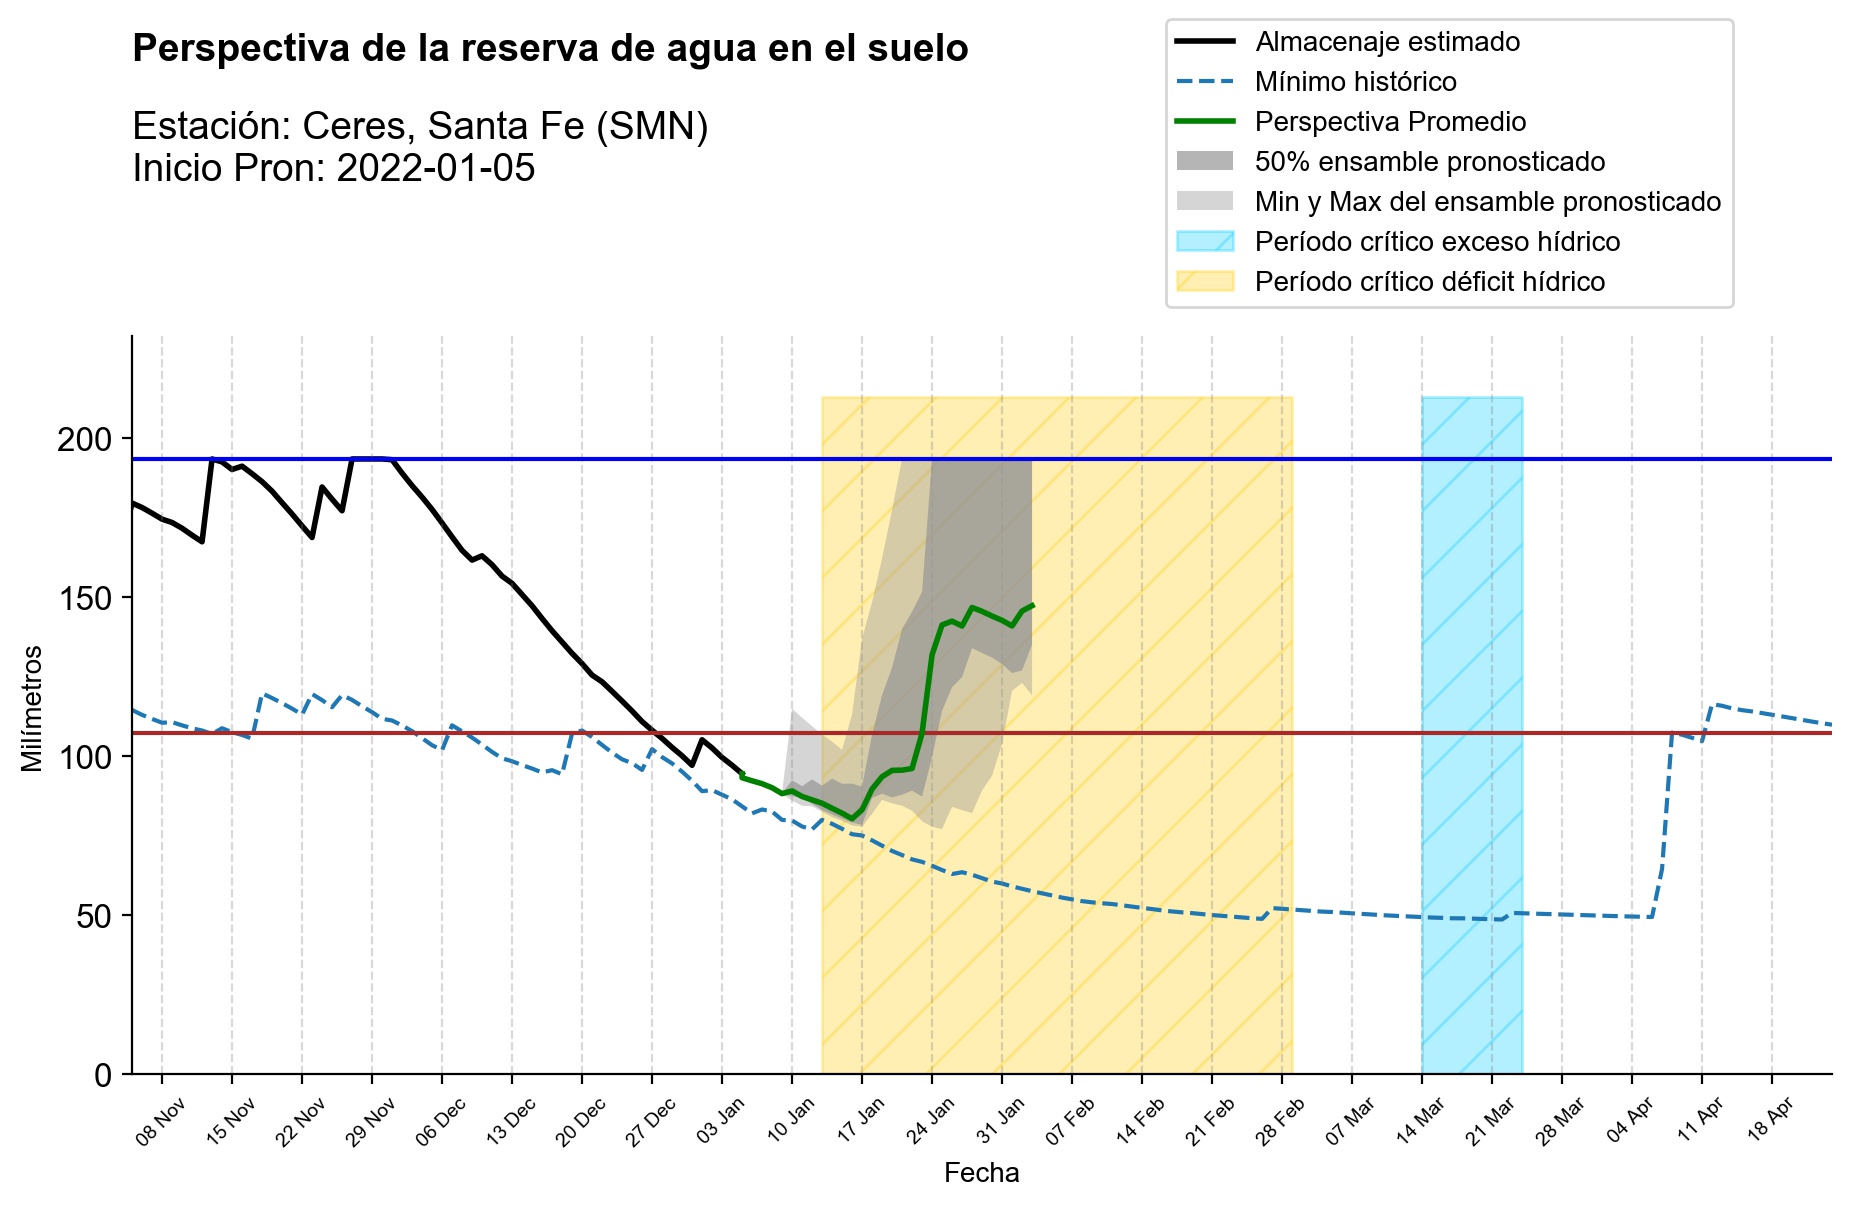 Perspectiva de la reserva de agua en el suelo
Estación: Ceres, Santa Fe (SMN)
Inicio Pron: 2022-01-05
Almacenaje estimado
Mínimo histórico
Perspectiva Promedio
50% ensamble pronosticado
Min y Max del ensamble pronosticado
Período crítico exceso hídrico
Período crítico déficit hídrico
200
150
100
50
0
Milímetros
08 Nov
15 Nov
22 Nov
29 Nov
06 Dec
13 Dec
20 Dec
27 Dec
03 Jan
10 Jan
17 Jan
24 Jan
31 Jan
07 Feb
14 Feb
21 Feb
28 Feb
07 Mar
14 Mar
21 Mar
28 Mar
04 Apr
11 Apr
18 Apr
Fecha